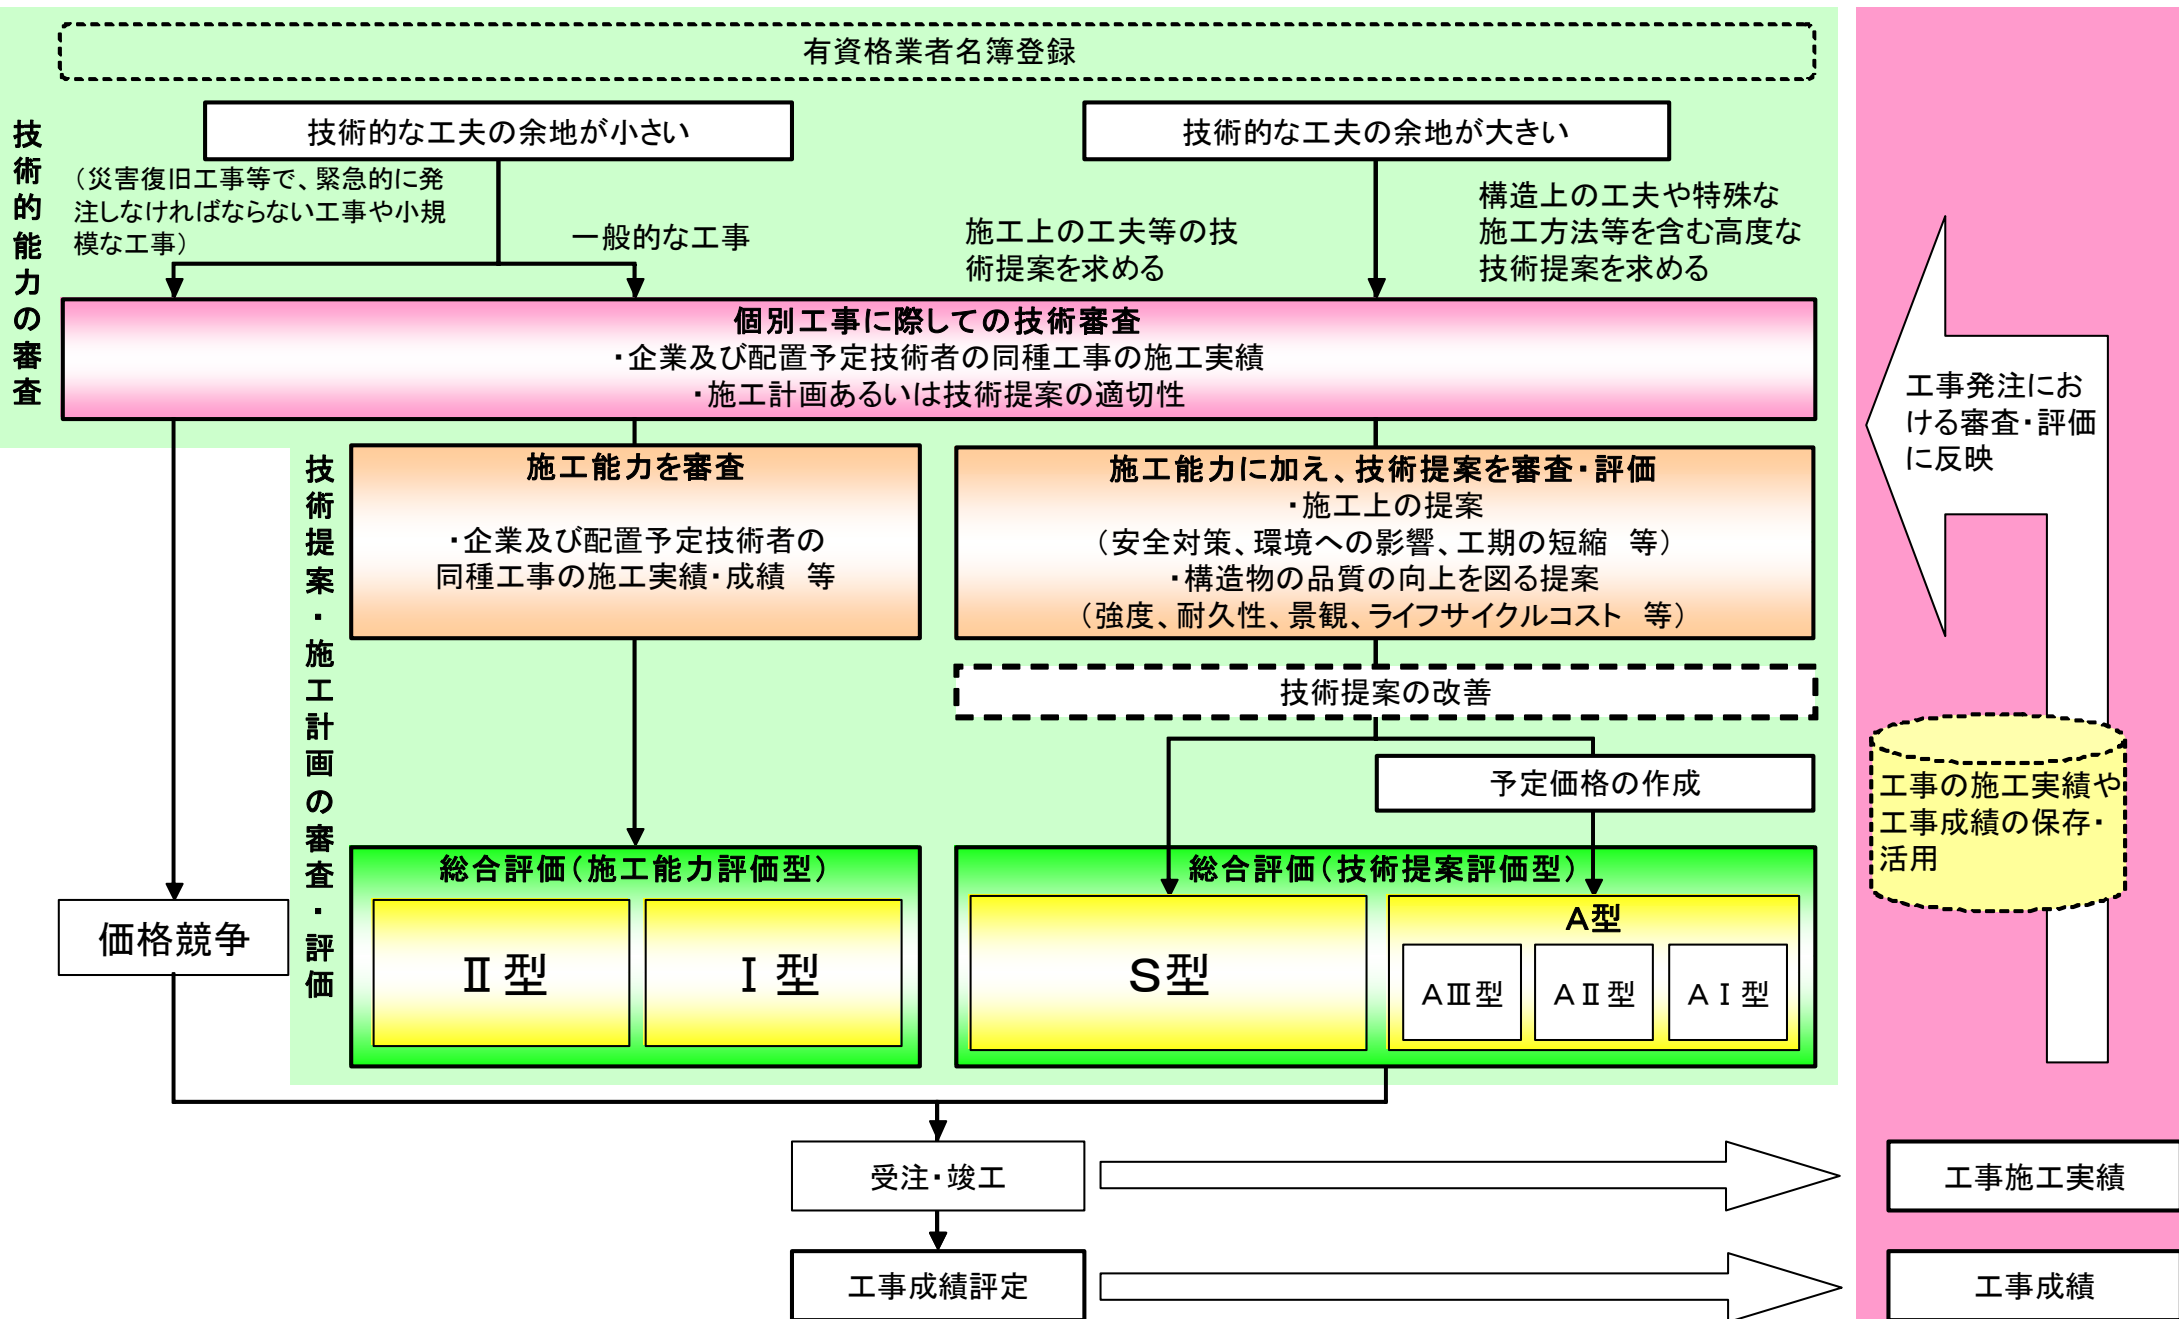 有資格業者名簿登録
技術的能力の審査
技術的な工夫の余地が小さい
技術的な工夫の余地が大きい
（災害復旧工事等で、緊急的に発
注しなければならない工事や小規
模な工事）
一般的な工事
施工上の工夫等の技
術提案を求める
構造上の工夫や特殊な
施工方法等を含む高度な
技術提案を求める
個別工事に際しての技術審査
・企業及び配置予定技術者の同種工事の施工実績
・施工計画あるいは技術提案の適切性
技術提案・施工計画の審査・評価
施工能力を審査
・企業及び配置予定技術者の
同種工事の施工実績・成績　等
施工能力に加え、技術提案を審査・評価
・施工上の提案
（安全対策、環境への影響、工期の短縮　等）
・構造物の品質の向上を図る提案
（強度、耐久性、景観、ライフサイクルコスト　等）
技術提案の改善
予定価格の作成
価格競争
総合評価（施工能力評価型）
Ⅱ型
Ⅰ型
総合評価（技術提案評価型）
S型
A型
AⅢ型
AⅡ型
AⅠ型
受注・竣工
工事成績評定
工事発注にお
ける審査・評価
に反映
工事の施工実績や
工事成績の保存・
活用
工事施工実績
工事成績